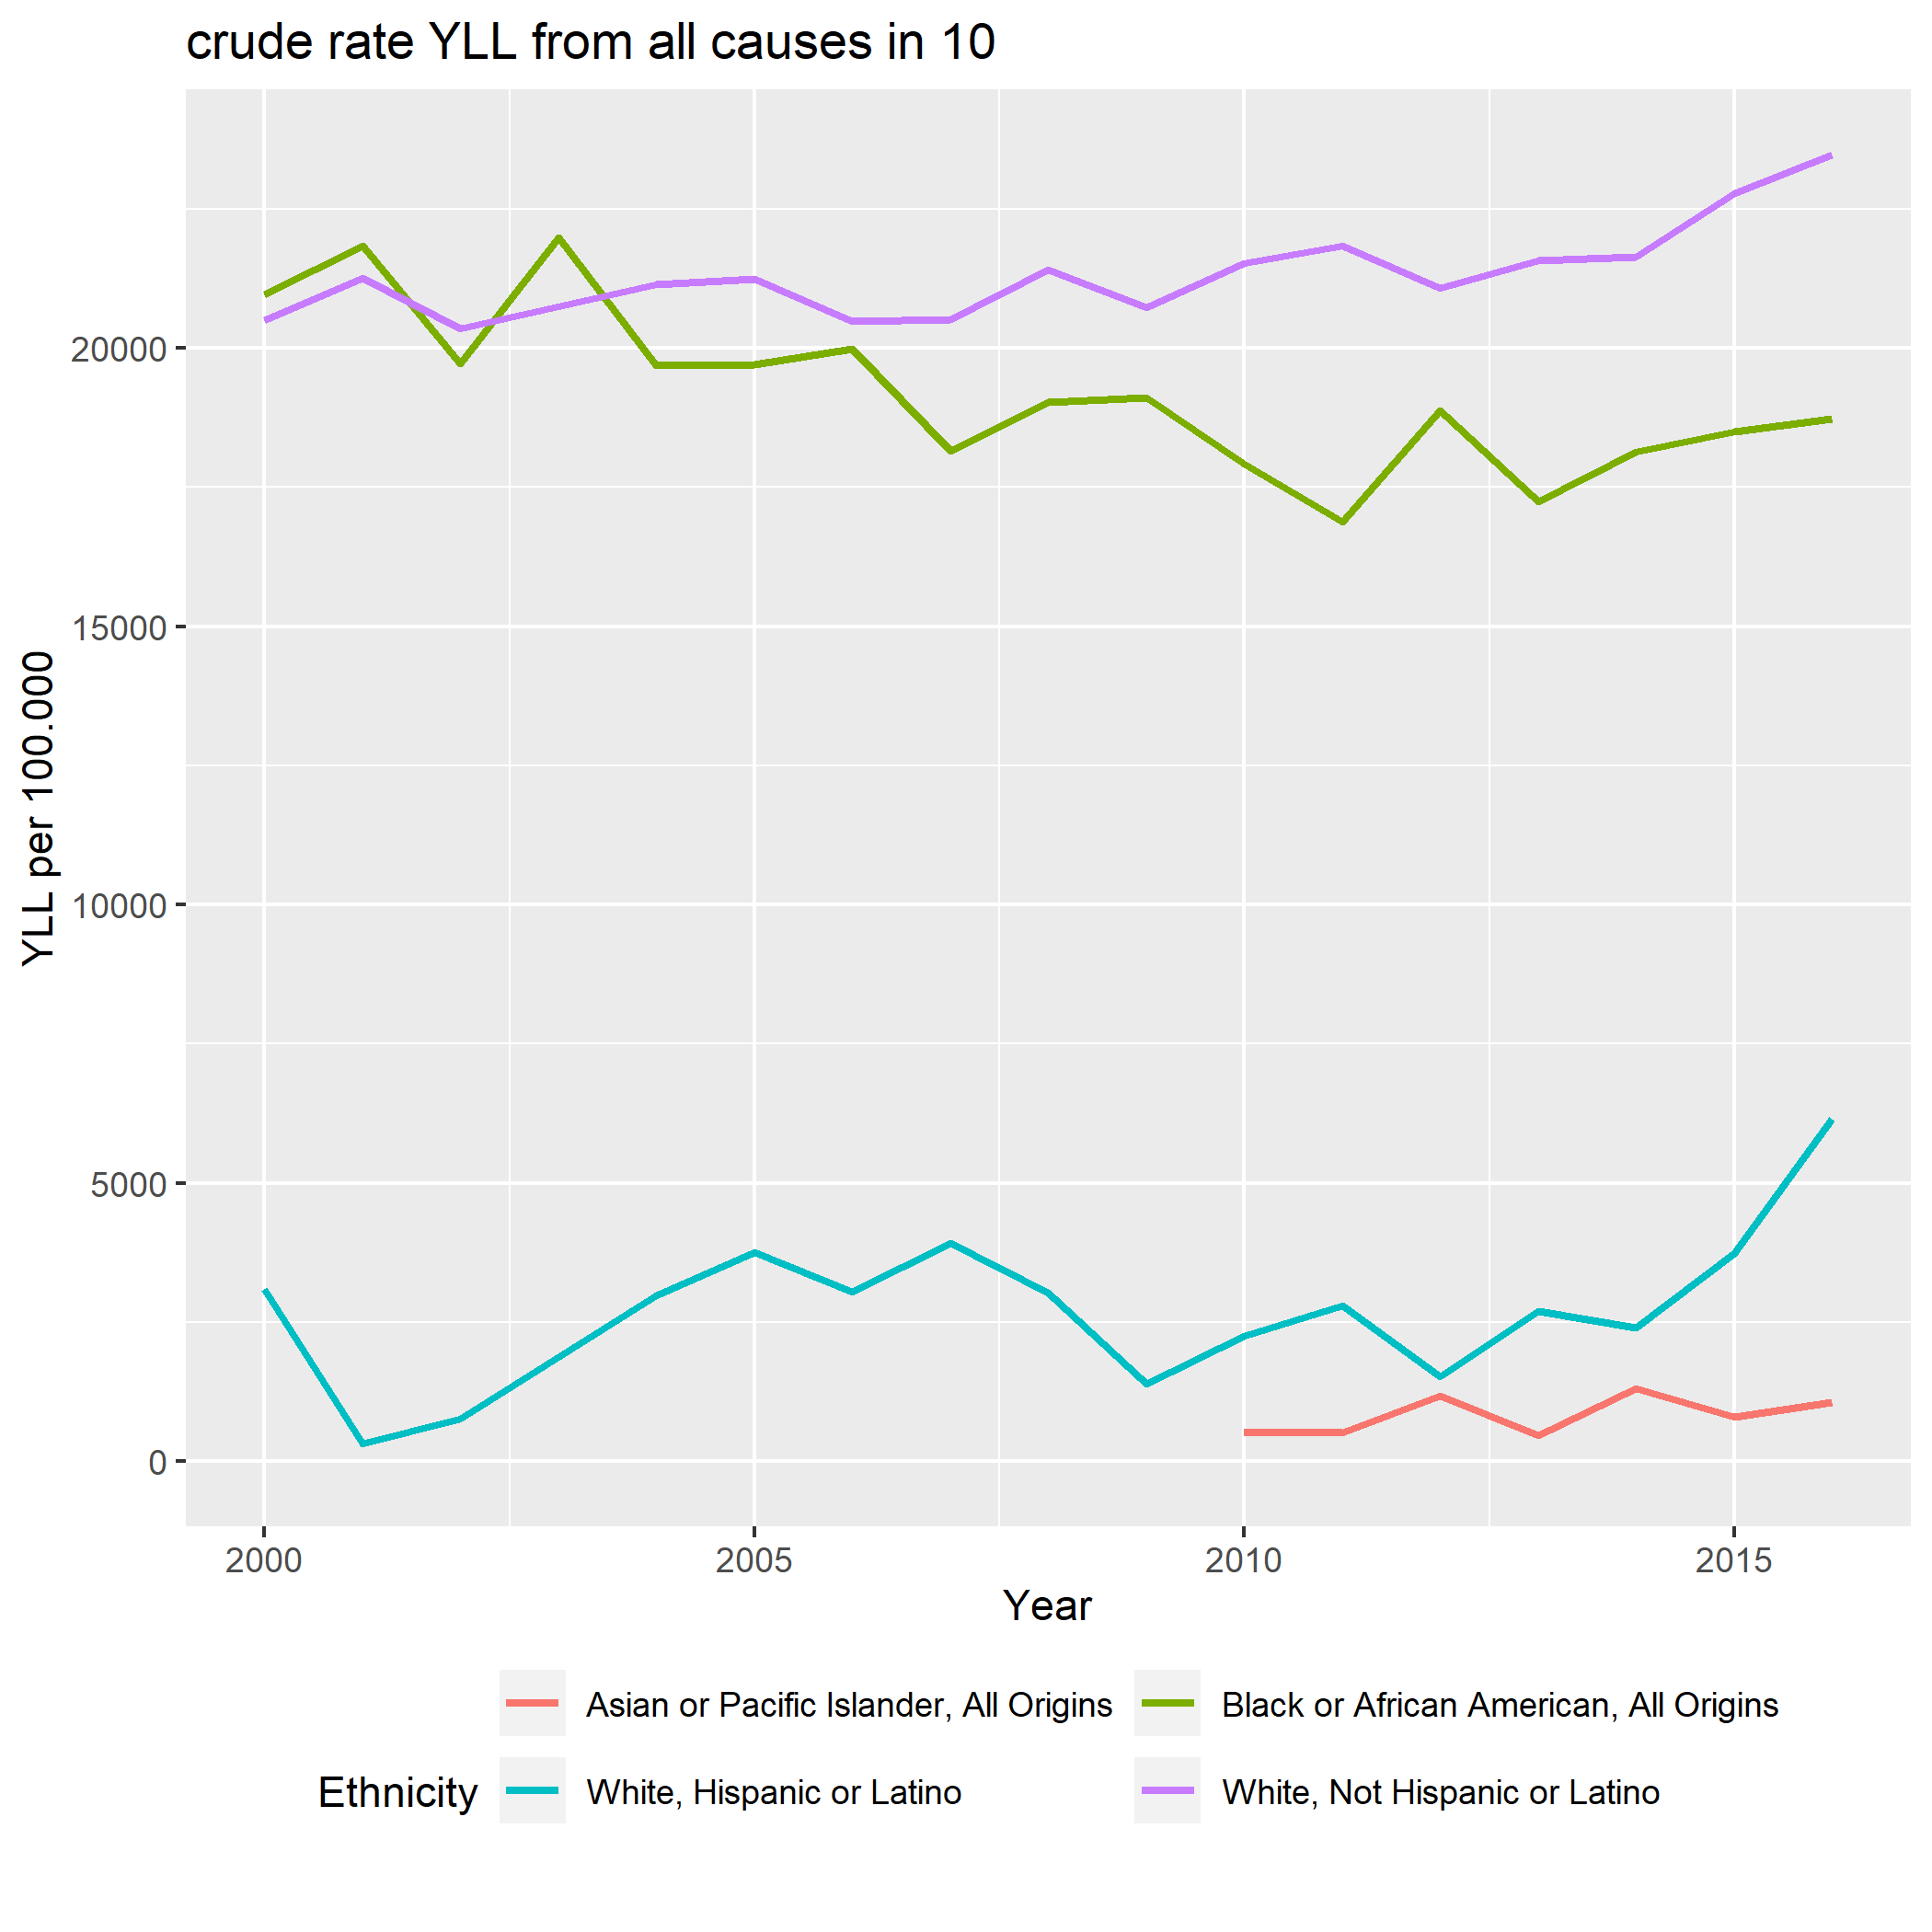 crude rate YLL from all causes in 10
YLL per 100.000
20000
15000
10000
5000
0
2000 2005 2010 2015
Year
Ethnicity
Asian or Pacific Islander, All Origins
Black or African American, All Origins
White, Hispanic or Latino
White, Not Hispanic or Latino